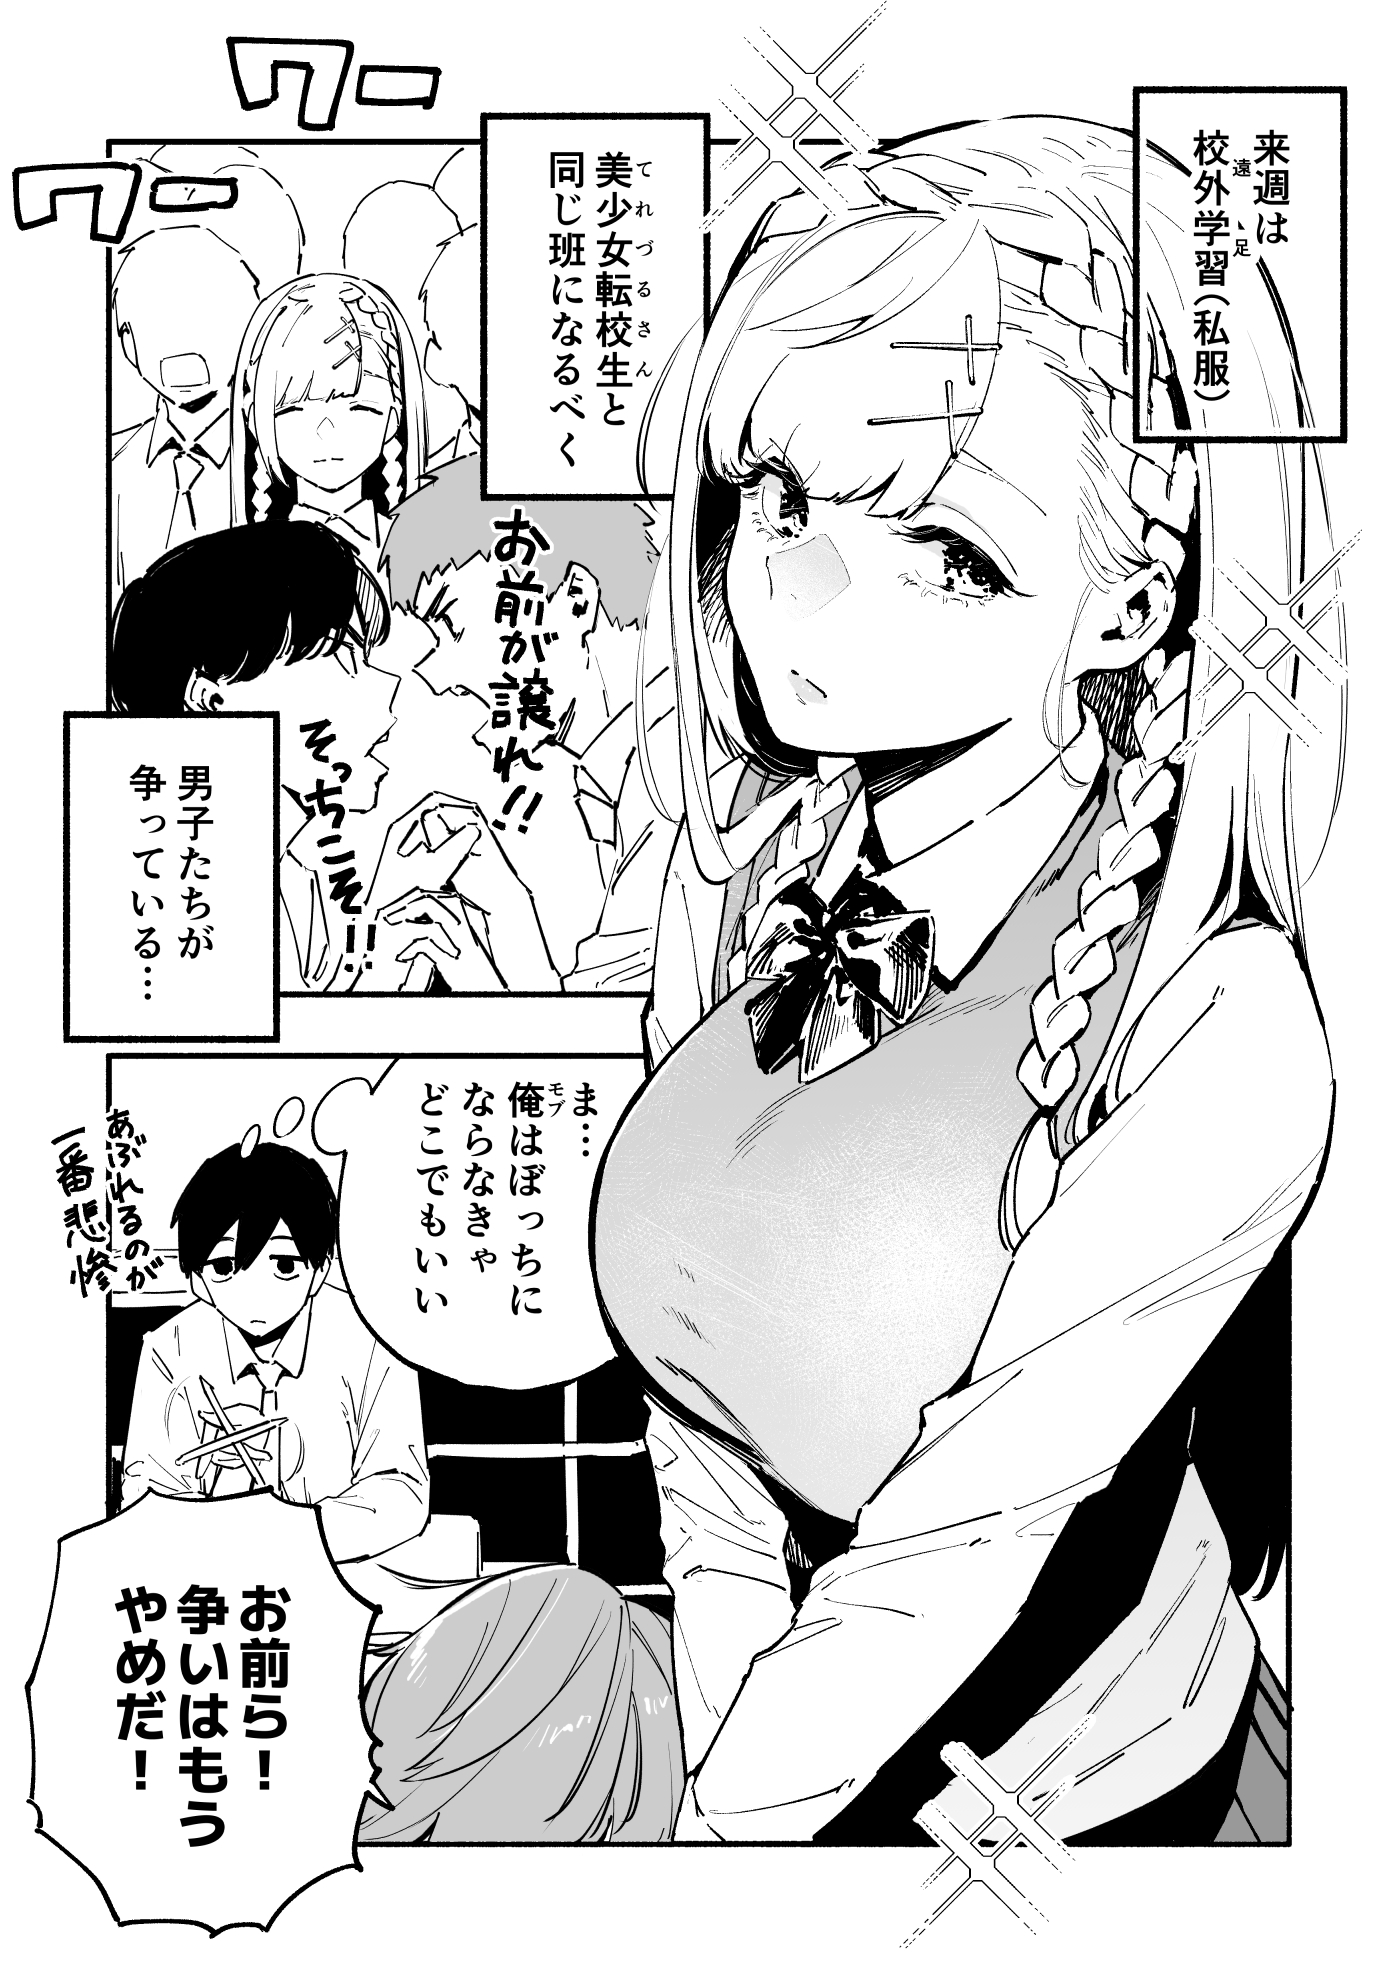 来週は
校外学習(私服)
遠足
美少女転校生と
てれづるさん
同じ班になるべく
ワー
ワー
お前が譲れ!!
そっちこそ!!
男子たちが
争っている…
ま…
俺はぼっちに
モブ
ならなきゃ
どこでもいい
あぶれるのが
一番悲惨
お前ら!
争いはもう
やめだ!